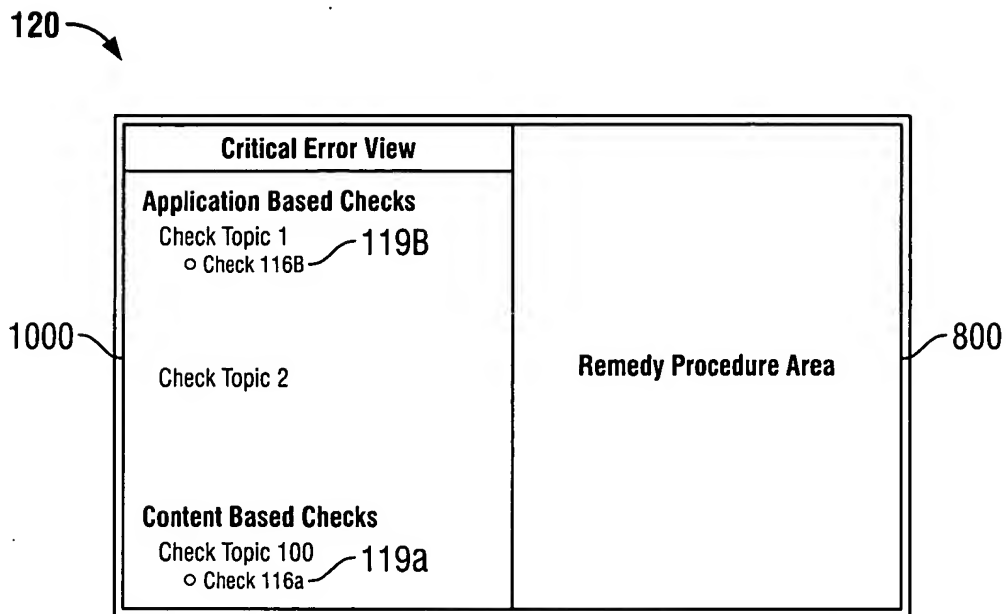 120
Critical Error View
Application Based Checks
Check Topic 1
119B
○ Check 116B
1000
800
Check Topic 2
Remedy Procedure Area
Content Based Checks
Check Topic 100
119a
○ Check 116a